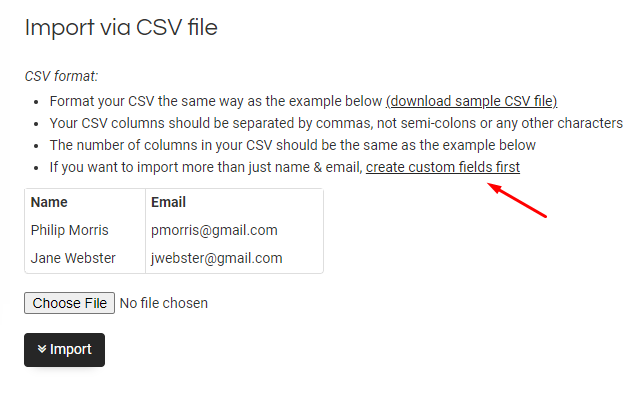 Import via CSV file
CSV format:
Format your CSV the same way as the example below (download sample CSV file)
Your CSV columns should be separated by commas, not semi-colons or any other characters
The number of columns in your CSV should be the same as the example below
If you want to import more than just name & email, create custom fields first
Name Email
Philip Morris pmorris@gmail.com
Jane Webster jwebster@gmail.com
Choose File No file chosen
Import